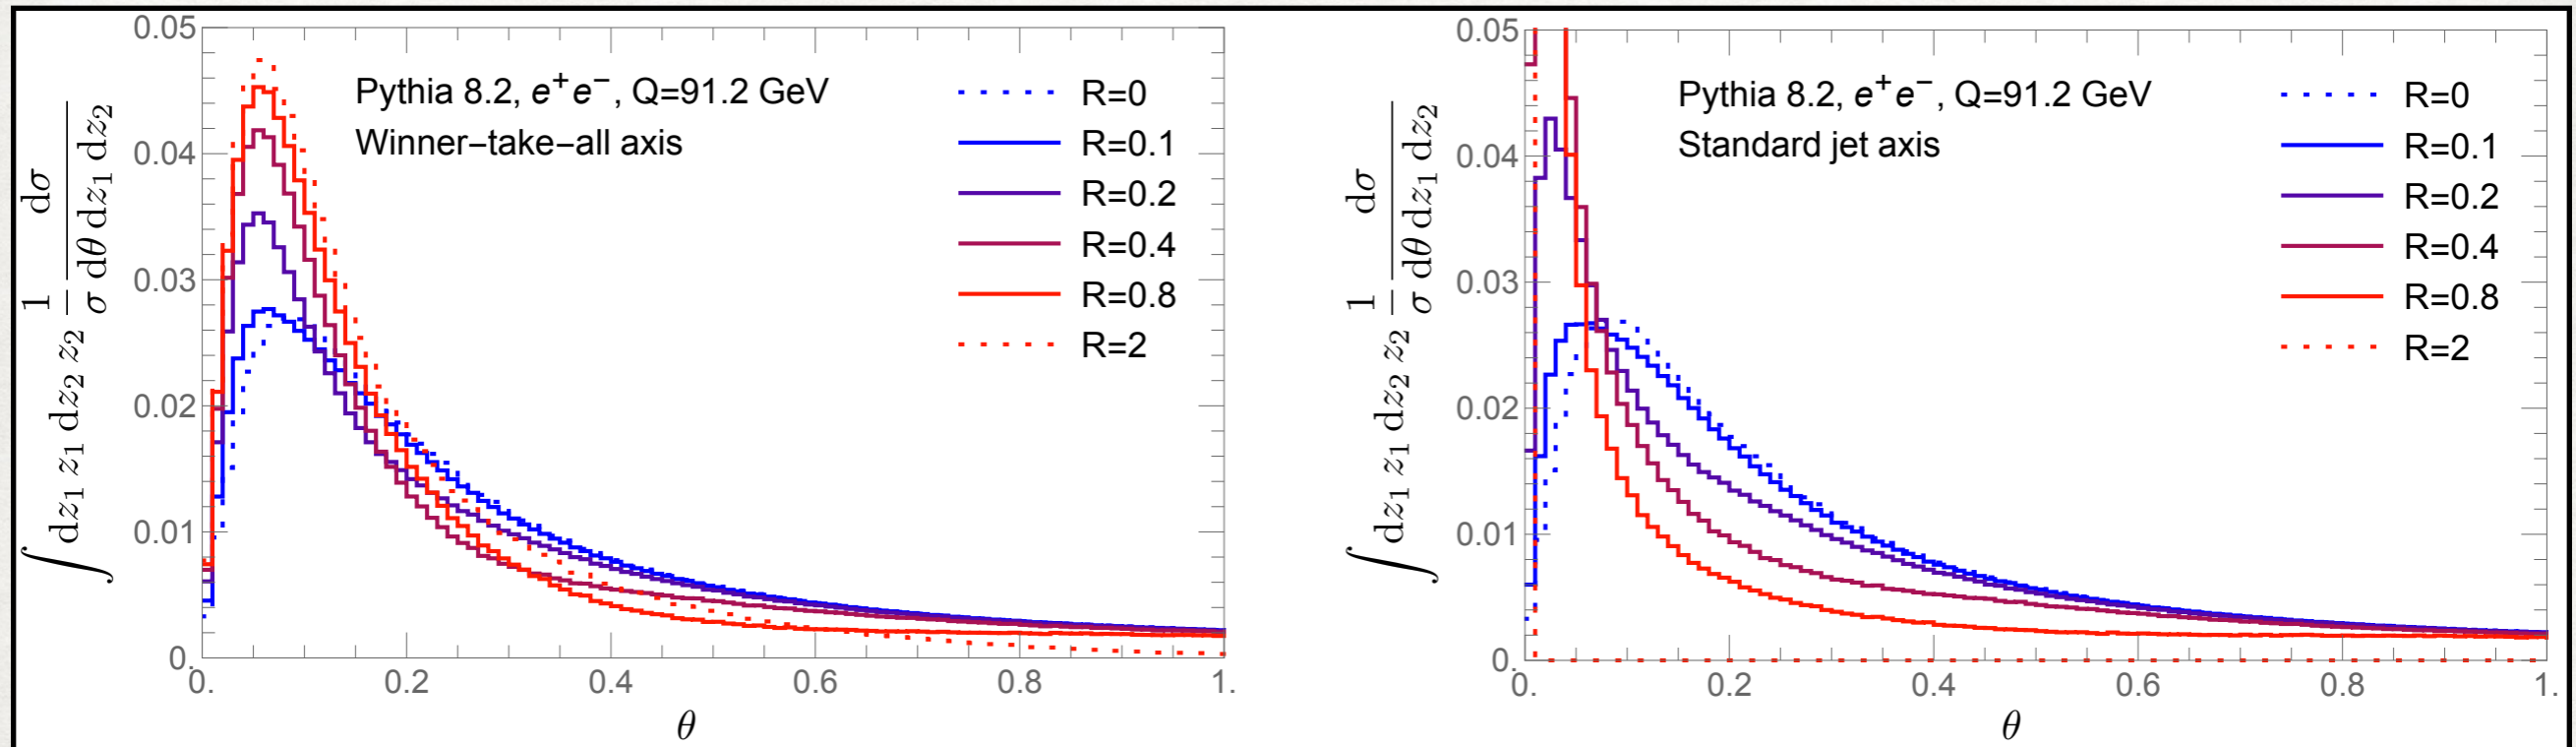 ∫ dz₁ z₁ dz₂ z₂ 1/σ dσ/(dθ dz₁ dz₂)
0.05
0.04
0.03
0.02
0.01
0.
Pythia 8.2, e⁺e⁻, Q=91.2 GeV
Winner–take–all axis
R=0
R=0.1
R=0.2
R=0.4
R=0.8
R=2
0.
0.2
0.4
0.6
0.8
1.
θ
∫ dz₁ z₁ dz₂ z₂ 1/σ dσ/(dθ dz₁ dz₂)
0.05
0.04
0.03
0.02
0.01
0.
Pythia 8.2, e⁺e⁻, Q=91.2 GeV
Standard jet axis
R=0
R=0.1
R=0.2
R=0.4
R=0.8
R=2
0.
0.2
0.4
0.6
0.8
1.
θ